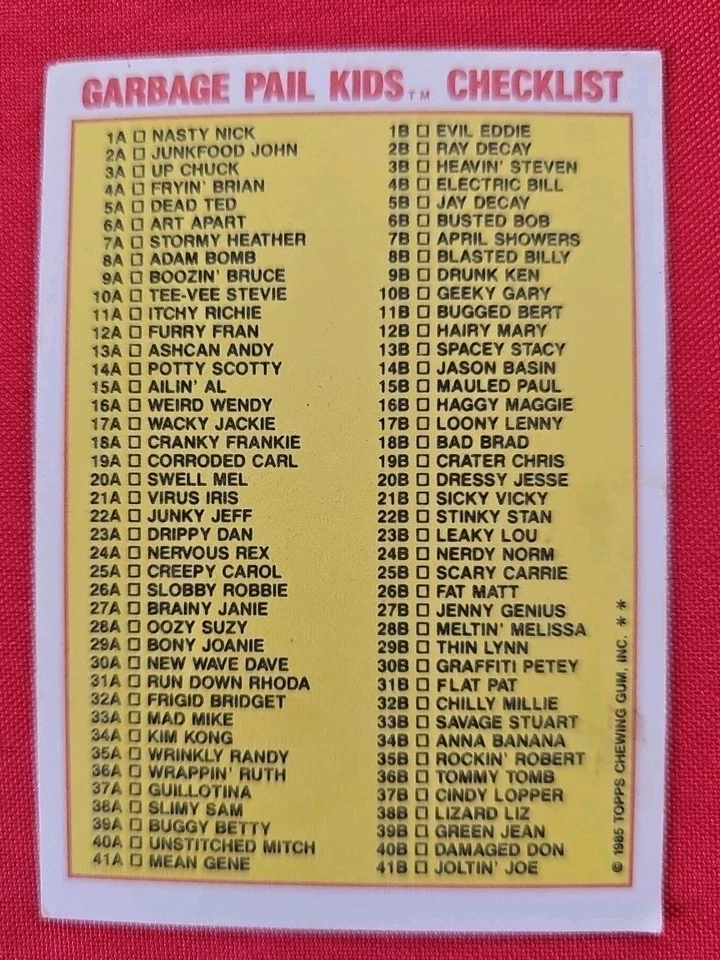 GARBAGE PAIL KIDS™ CHECKLIST
1A □ NASTY NICK
2A □ JUNKFOOD JOHN
3A □ UP CHUCK
4A □ FRYIN' BRIAN
5A □ DEAD TED
6A □ ART APART
7A □ STORMY HEATHER
8A □ ADAM BOMB
9A □ BOOZIN' BRUCE
10A □ TEE-VEE STEVIE
11A □ ITCHY RICHIE
12A □ FURRY FRAN
13A □ ASHCAN ANDY
14A □ POTTY SCOTTY
15A □ AILIN' AL
16A □ WEIRD WENDY
17A □ WACKY JACKIE
18A □ CRANKY FRANKIE
19A □ CORRODED CARL
20A □ SWELL MEL
21A □ VIRUS IRIS
22A □ JUNKY JEFF
23A □ DRIPPY DAN
24A □ NERVOUS REX
25A □ CREEPY CAROL
26A □ SLOBBY ROBBIE
27A □ BRAINY JANIE
28A □ OOZY SUZY
29A □ BONY JOANIE
30A □ NEW WAVE DAVE
31A □ RUN DOWN RHODA
32A □ FRIGID BRIDGET
33A □ MAD MIKE
34A □ KIM KONG
35A □ WRINKLY RANDY
36A □ WRAPPIN' RUTH
37A □ GUILLOTINA
38A □ SLIMY SAM
39A □ BUGGY BETTY
40A □ UNSTITCHED MITCH
41A □ MEAN GENE
1B □ EVIL EDDIE
2B □ RAY DECAY
3B □ HEAVIN' STEVEN
4B □ ELECTRIC BILL
5B □ JAY DECAY
6B □ BUSTED BOB
7B □ APRIL SHOWERS
8B □ BLASTED BILLY
9B □ DRUNK KEN
10B □ GEEKY GARY
11B □ BUGGED BERT
12B □ HAIRY MARY
13B □ SPACEY STACY
14B □ JASON BASIN
15B □ MAULED PAUL
16B □ HAGGY MAGGIE
17B □ LOONY LENNY
18B □ BAD BRAD
19B □ CRATER CHRIS
20B □ DRESSY JESSE
21B □ SICKY VICKY
22B □ STINKY STAN
23B □ LEAKY LOU
24B □ NERDY NORM
25B □ SCARY CARRIE
26B □ FAT MATT
27B □ JENNY GENIUS
28B □ MELTIN' MELISSA
29B □ THIN LYNN
30B □ GRAFFITI PETEY
31B □ FLAT PAT
32B □ CHILLY MILLIE
33B □ SAVAGE STUART
34B □ ANNA BANANA
35B □ ROCKIN' ROBERT
36B □ TOMMY TOMB
37B □ CINDY LOPPER
38B □ LIZARD LIZ
39B □ GREEN JEAN
40B □ DAMAGED DON
41B □ JOLTIN' JOE
© 1985 TOPPS CHEWING GUM, INC. * *